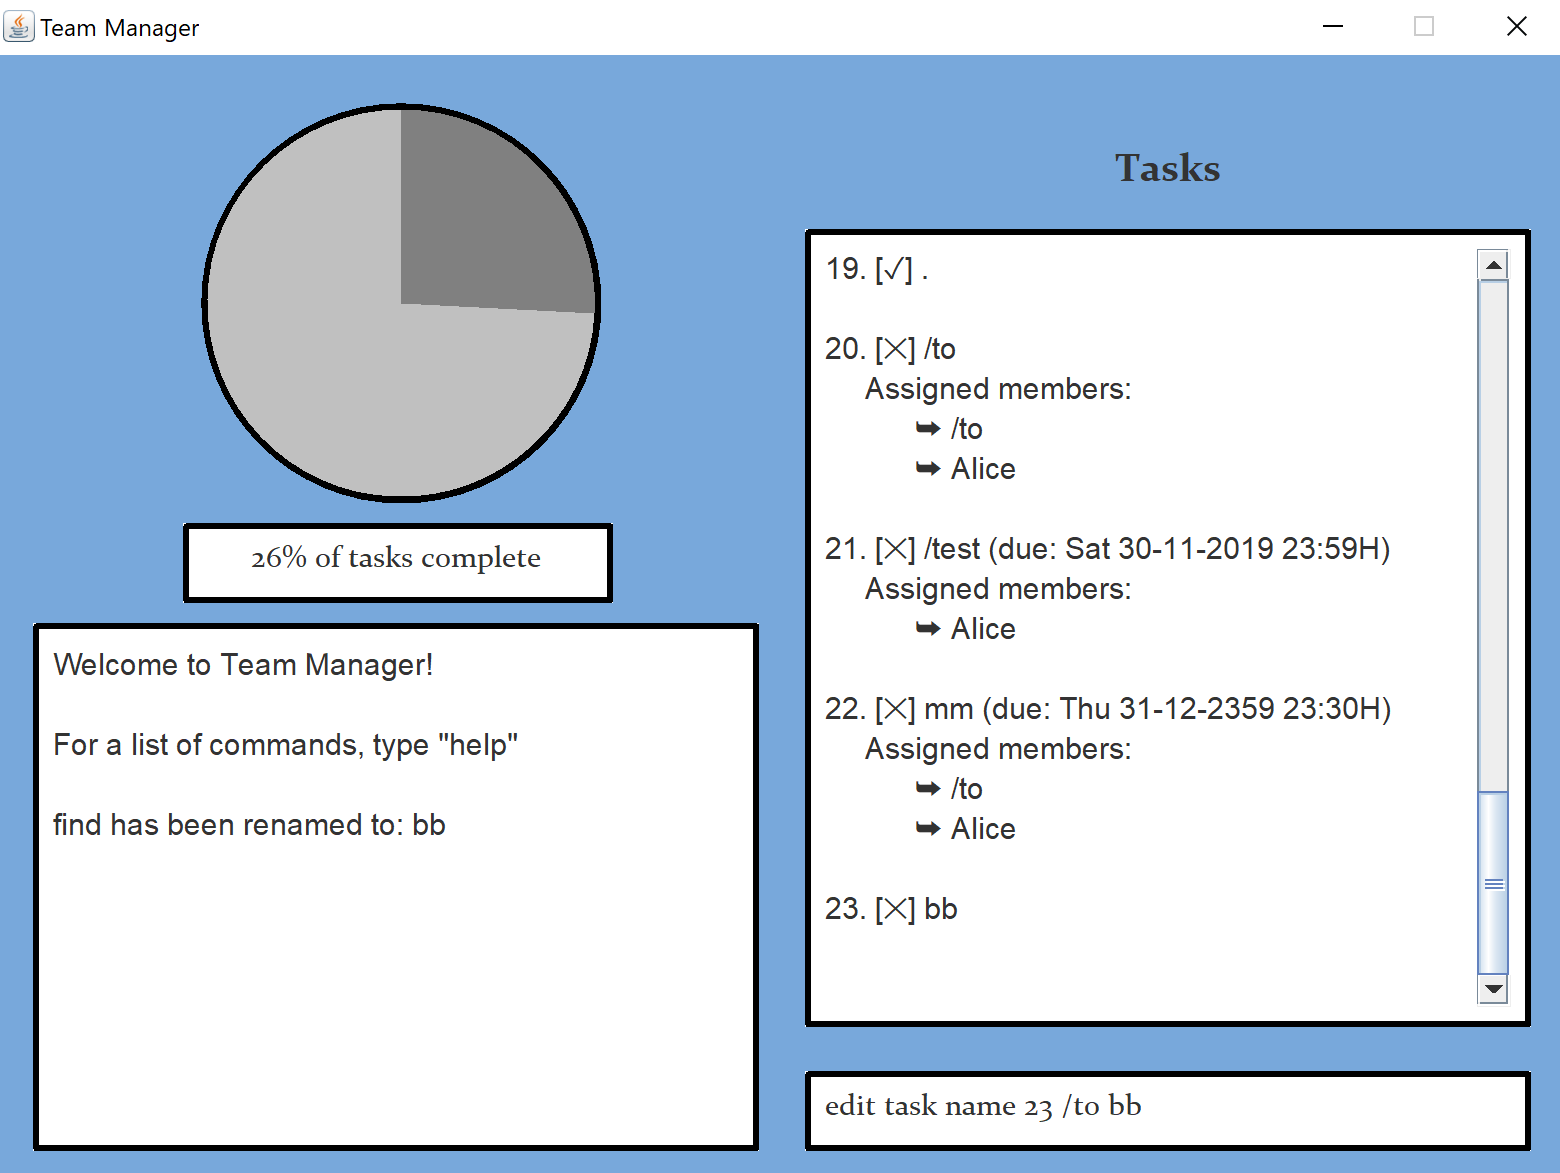 Team Manager
26% of tasks complete
Welcome to Team Manager!
For a list of commands, type "help"
find has been renamed to: bb
Tasks
19. [✓] .
20. [✕] /to
Assigned members:
➥ /to
➥ Alice
21. [✕] /test (due: Sat 30-11-2019 23:59H)
Assigned members:
➥ Alice
22. [✕] mm (due: Thu 31-12-2359 23:30H)
Assigned members:
➥ /to
➥ Alice
23. [✕] bb
edit task name 23 /to bb